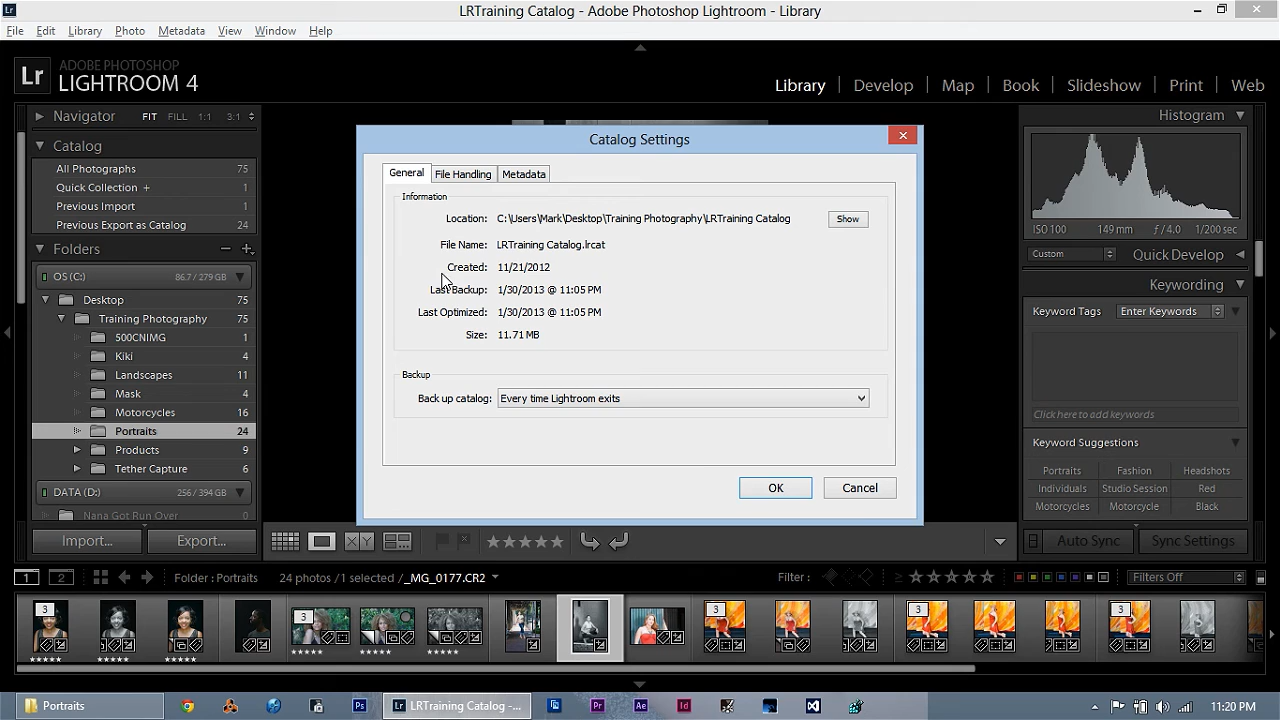 Lr
LRTraining Catalog - Adobe Photoshop Lightroom - Library
File Edit Library Photo Metadata View Window Help
Lr ADOBE PHOTOSHOP
LIGHTROOM 4
Library Develop Map Book Slideshow Print Web
Navigator FIT FILL 1:1 3:1
Catalog
All Photographs 75
Quick Collection + 5
Previous Import 0
Previous Export as Catalog 24
Folders
OS (C:) 86.7 / 279 GB
Desktop 75
Training Photography 75
500CNIMG 1
Kiki 4
Landscapes 11
Mask 4
Motorcycles 16
Portraits 24
Products 9
Tether Capture 6
DATA (D:) 256 / 394 GB
Nana Got Run Over 0
Import... Export...
Catalog Settings
General File Handling Metadata
Information
Location: C:\Users\Mark\Desktop\Training Photography\LRTraining Catalog Show
File Name: LRTraining Catalog.lrcat
Created: 11/21/2012
Last Backup: 1/30/2013 @ 11:05 PM
Last Optimized: 1/30/2013 @ 11:05 PM
Size: 11.71 MB
Backup
Back up catalog: Every time Lightroom exits
OK Cancel
Histogram
ISO 100 149 mm ƒ / 4.0 1/200 sec
Custom Quick Develop
Keywording
Keyword Tags Enter Keywords
Click here to add keywords
Keyword Suggestions
Portraits Fashion Headshots
Individuals Studio Session Red
Motorcycles Motorcycle Black
Auto Sync Sync Settings
XY
1 2 Folder : Portraits 24 photos / 1 selected / _MG_0177.CR2 Filter : Filters Off
3 3 3 3 3
Portraits Ps Lr LRTraining Catalog -... Pr Ae Id 11:20 PM